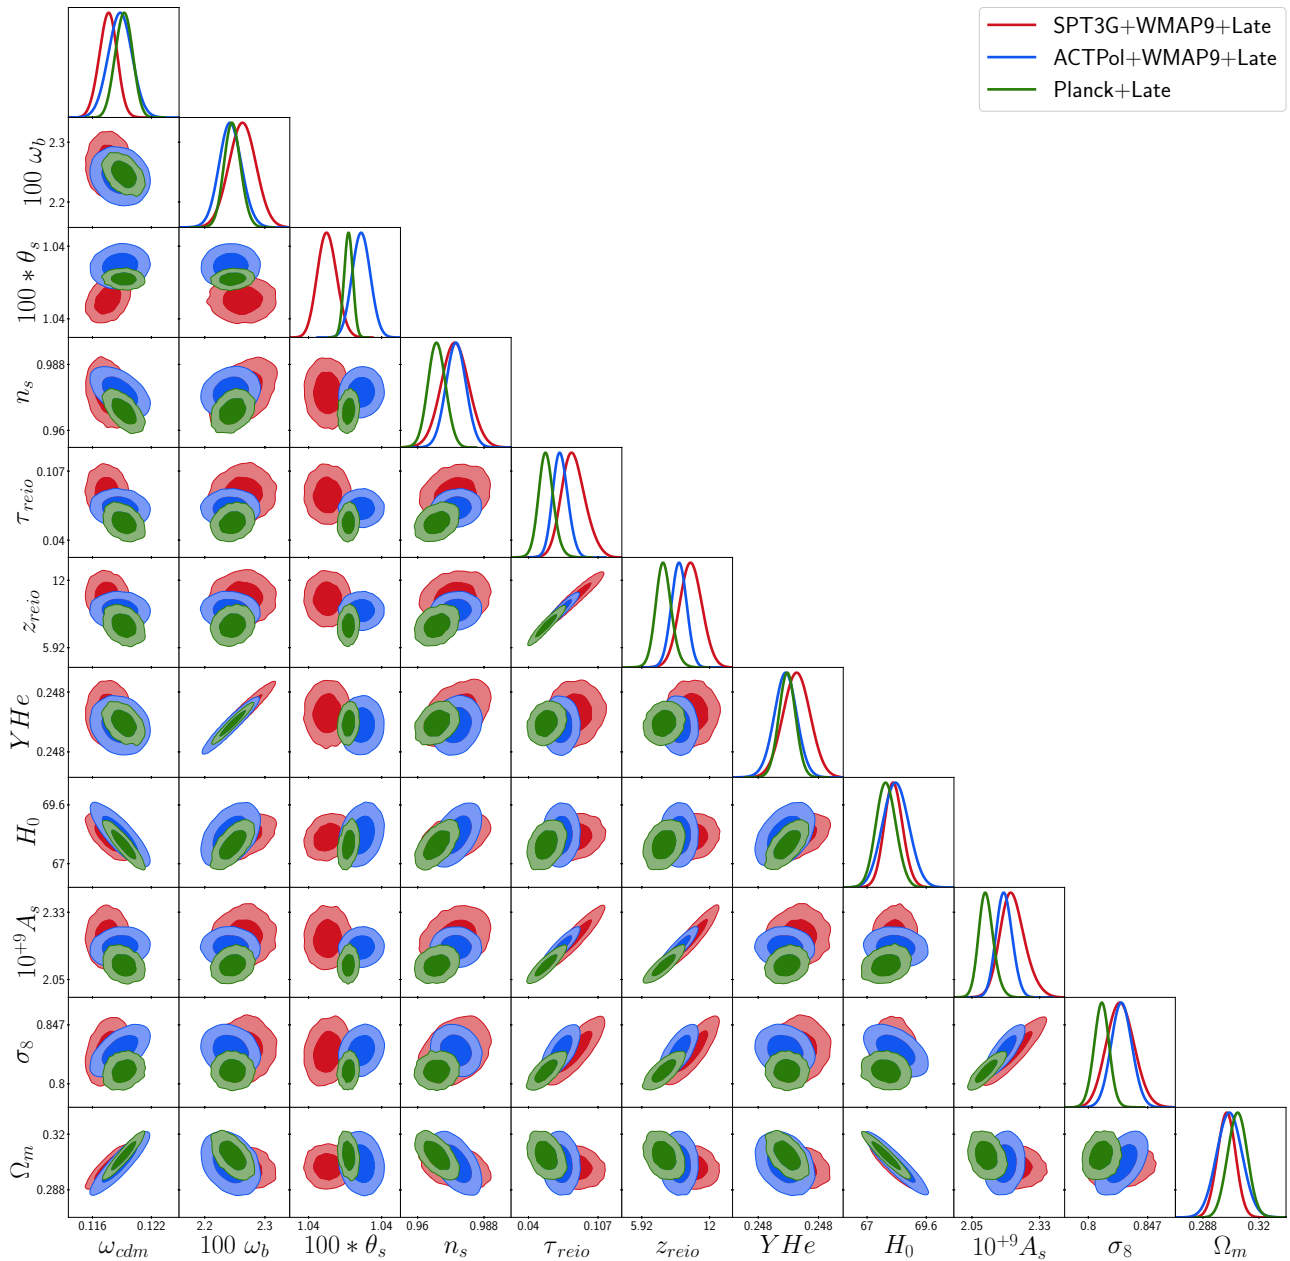 SPT3G+WMAP9+Late
ACTPol+WMAP9+Late
Planck+Late
100 ω_b
2.3
2.2
100 * θ_s
1.04
1.04
n_s
0.988
0.96
τ_reio
0.107
0.04
z_reio
12
5.92
YHe
0.248
0.248
H_0
69.6
67
10^{+9}A_s
2.33
2.05
σ_8
0.847
0.8
Ω_m
0.32
0.288
0.116 0.122 2.2 2.3 1.04 1.04 0.96 0.988 0.04 0.107 5.92 12 0.248 0.248 67 69.6 2.05 2.33 0.8 0.847 0.288 0.32
ω_cdm 100 ω_b 100 * θ_s n_s τ_reio z_reio YHe H_0 10^{+9}A_s σ_8 Ω_m